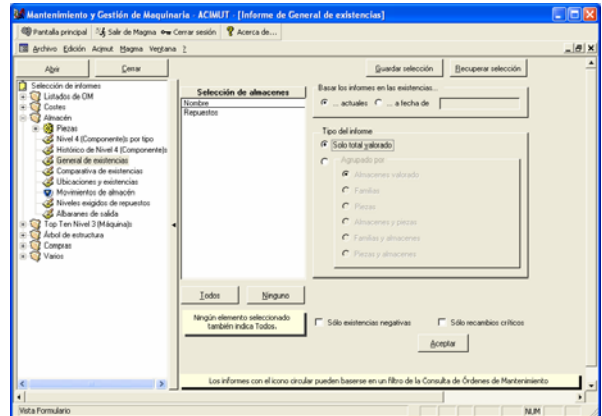 Mantenimiento y Gestión de Maquinaria - ACIMUT - [Informe de General de existencias]
Pantalla principal Salir de Magma Cerrar sesión Acerca de...
Archivo Edición Acimut Magma Ventana ?
Abrir Cerrar
Guardar selección Recuperar selección
Selección de informes
Listados de OM
Costes
Almacén
Piezas
Nivel 4 (Componente)s por tipo
Histórico de Nivel 4 (Componente)s
General de existencias
Comparativa de existencias
Ubicaciones y existencias
Movimientos de almacén
Niveles exigidos de repuestos
Albaranes de salida
Top Ten Nivel 3 (Máquina)s
Árbol de estructura
Compras
Varios
Selección de almacenes
Nombre
Repuestos
Todos Ninguno
Ningún elemento seleccionado
también indica Todos.
Basar los informes en las existencias...
... actuales ... a fecha de
Tipo del informe
Solo total valorado
Agrupado por
Almacenes valorado
Familias
Piezas
Almacenes y piezas
Familias y almacenes
Piezas y almacenes
Sólo existencias negativas Sólo recambios críticos
Aceptar
Los informes con el icono circular pueden baserse en un filtro de la Consulta de Órdenes de Mantenimiento
Vista Formulario NUM